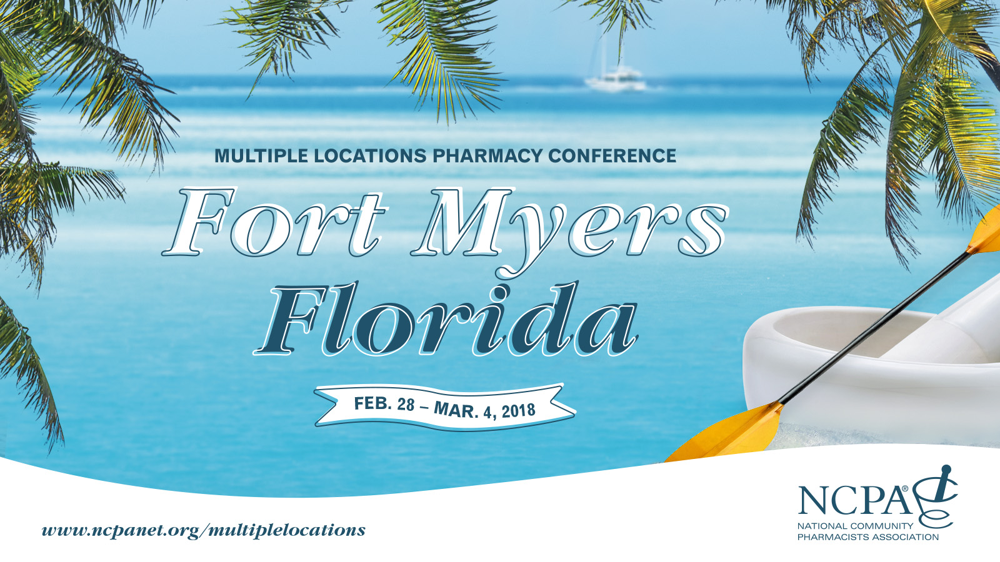 MULTIPLE LOCATIONS PHARMACY CONFERENCE
Fort Myers
Florida
FEB. 28 – MAR. 4, 2018
www.ncpanet.org/multiplelocations
NCPA®
NATIONAL COMMUNITY
PHARMACISTS ASSOCIATION